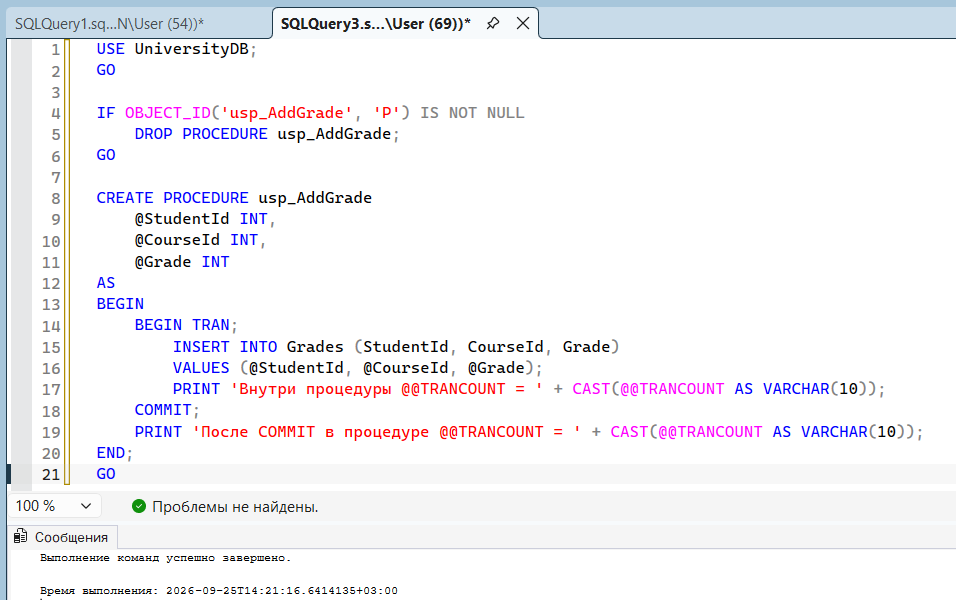 SQLQuery1.sq...N\User (54))*
SQLQuery3.s...\User (69))*
1 USE UniversityDB;
2 GO
3
4 IF OBJECT_ID('usp_AddGrade', 'P') IS NOT NULL
5 DROP PROCEDURE usp_AddGrade;
6 GO
7
8 CREATE PROCEDURE usp_AddGrade
9 @StudentId INT,
10 @CourseId INT,
11 @Grade INT
12 AS
13 BEGIN
14 BEGIN TRAN;
15 INSERT INTO Grades (StudentId, CourseId, Grade)
16 VALUES (@StudentId, @CourseId, @Grade);
17 PRINT 'Внутри процедуры @@TRANCOUNT = ' + CAST(@@TRANCOUNT AS VARCHAR(10));
18 COMMIT;
19 PRINT 'После COMMIT в процедуре @@TRANCOUNT = ' + CAST(@@TRANCOUNT AS VARCHAR(10));
20 END;
21 GO
100 %
Проблемы не найдены.
Сообщения
Выполнение команд успешно завершено.
Время выполнения: 2026-09-25T14:21:16.6414135+03:00